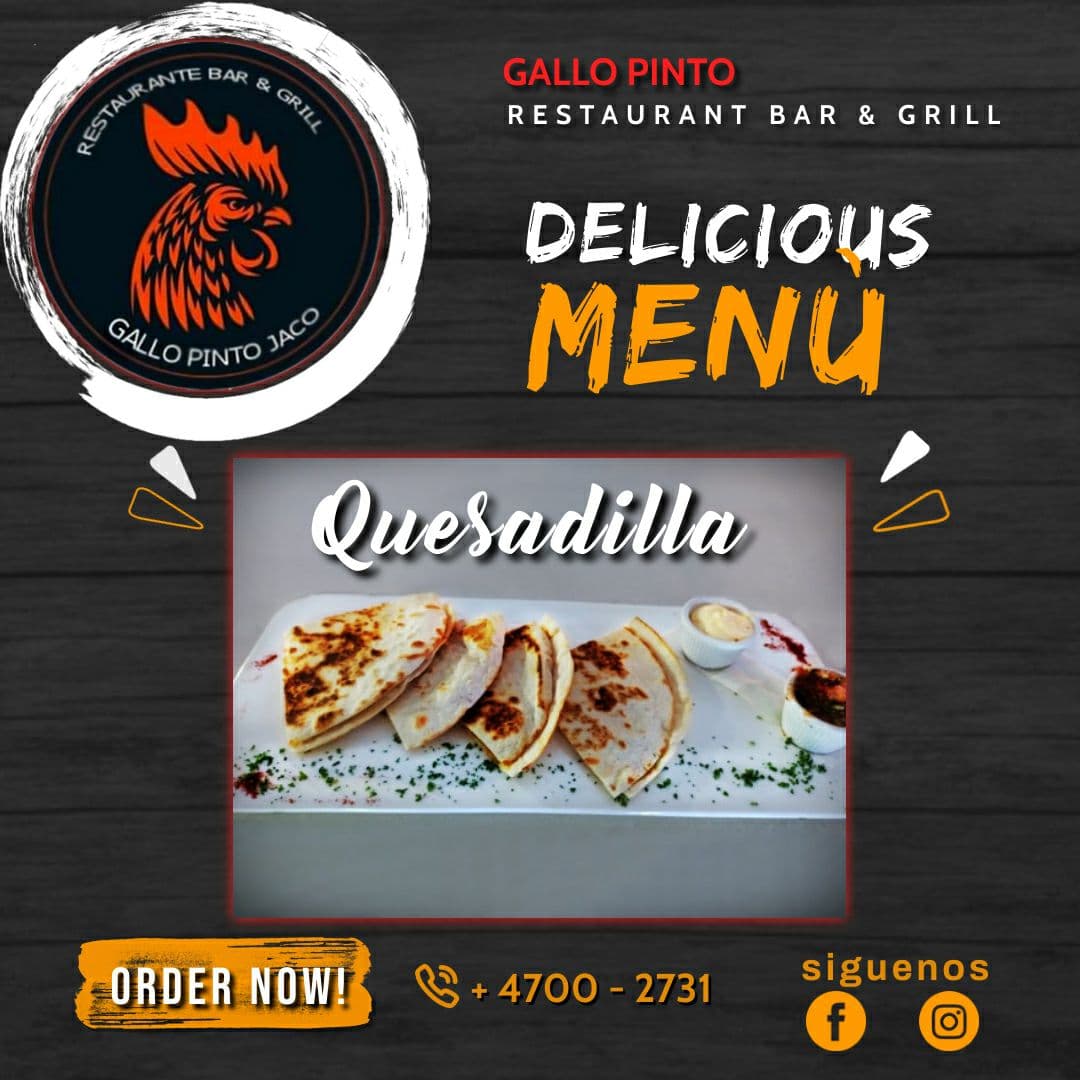 RESTAURANTE BAR & GRILL
GALLO PINTO JACO
GALLO PINTO
RESTAURANT BAR & GRILL
DELICIOUS
MENÙ
Quesadilla
ORDER NOW!
+ 4700 - 2731
siguenos